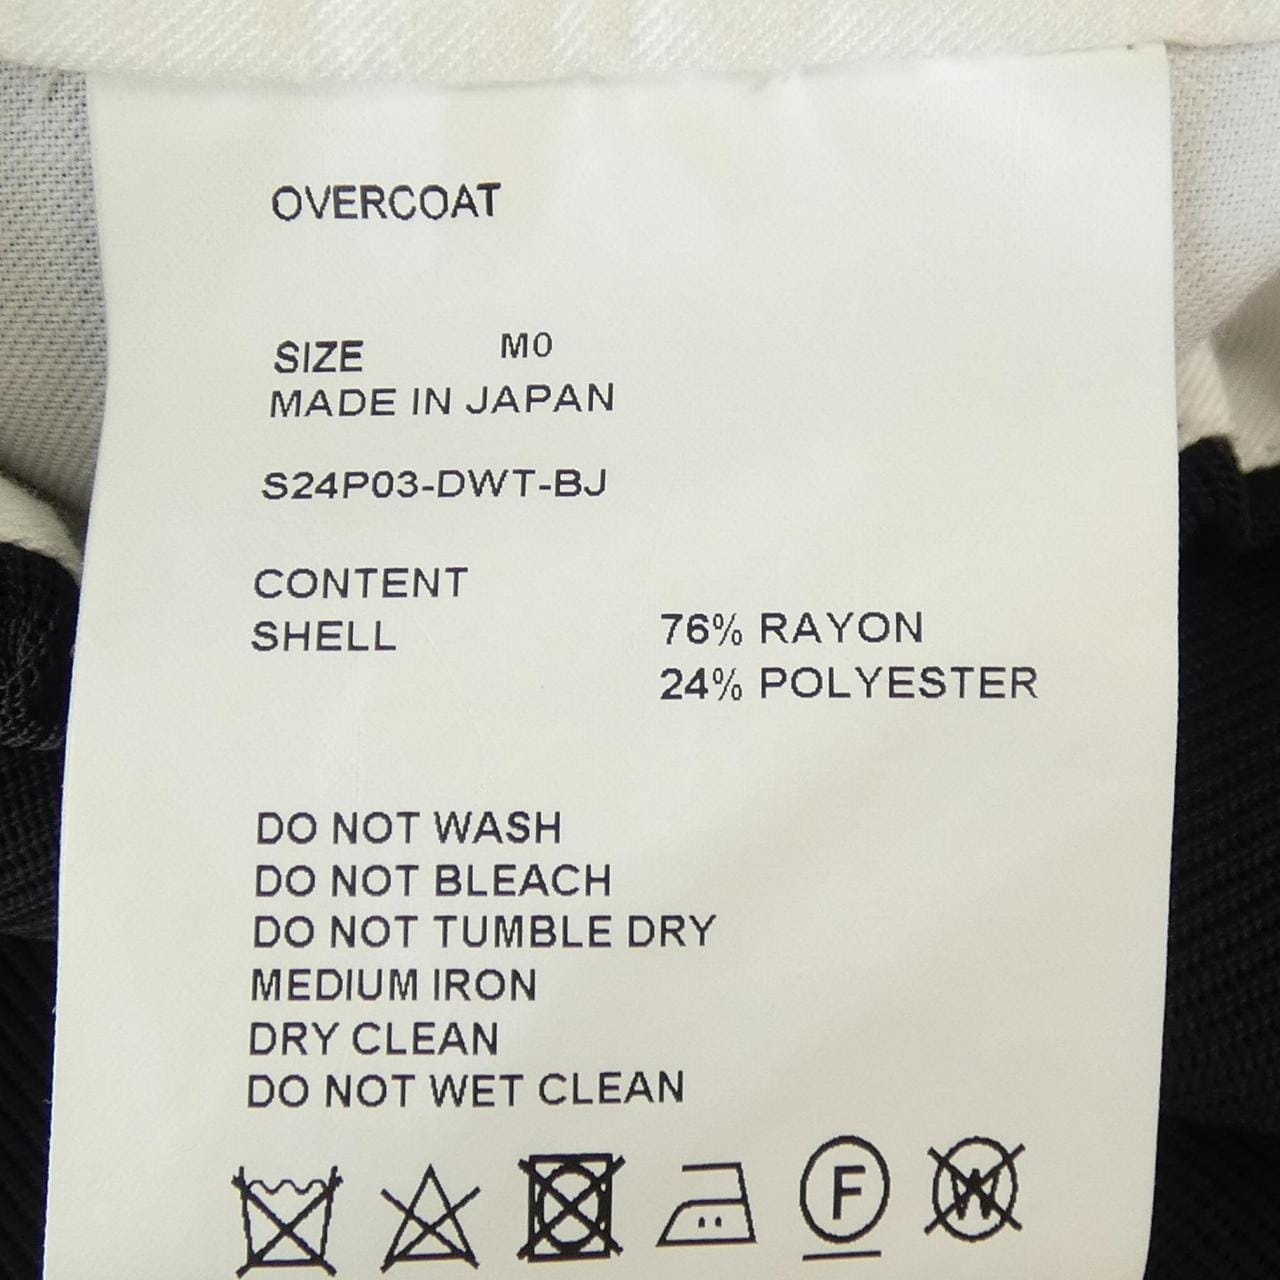 OVERCOAT
SIZE M0
MADE IN JAPAN
S24P03-DWT-BJ
CONTENT
SHELL 76% RAYON
24% POLYESTER
DO NOT WASH
DO NOT BLEACH
DO NOT TUMBLE DRY
MEDIUM IRON
DRY CLEAN
DO NOT WET CLEAN
F W